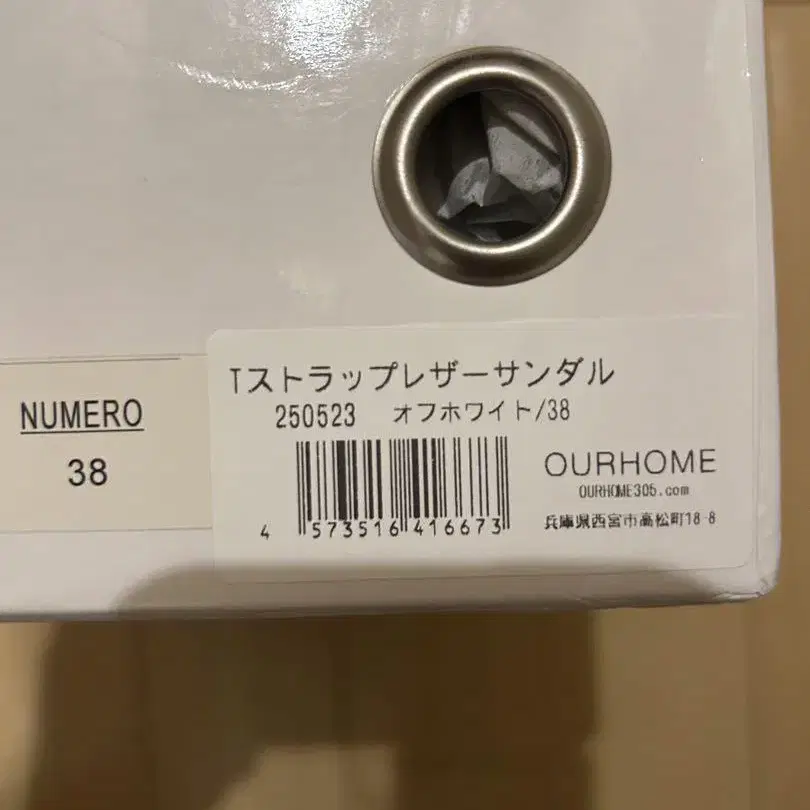 NUMERO
38
Tストラップレザーサンダル
250523 オフホワイト/38
4 573516 416673
OURHOME
OURHOME305.com
兵庫県西宮市高松町18-8